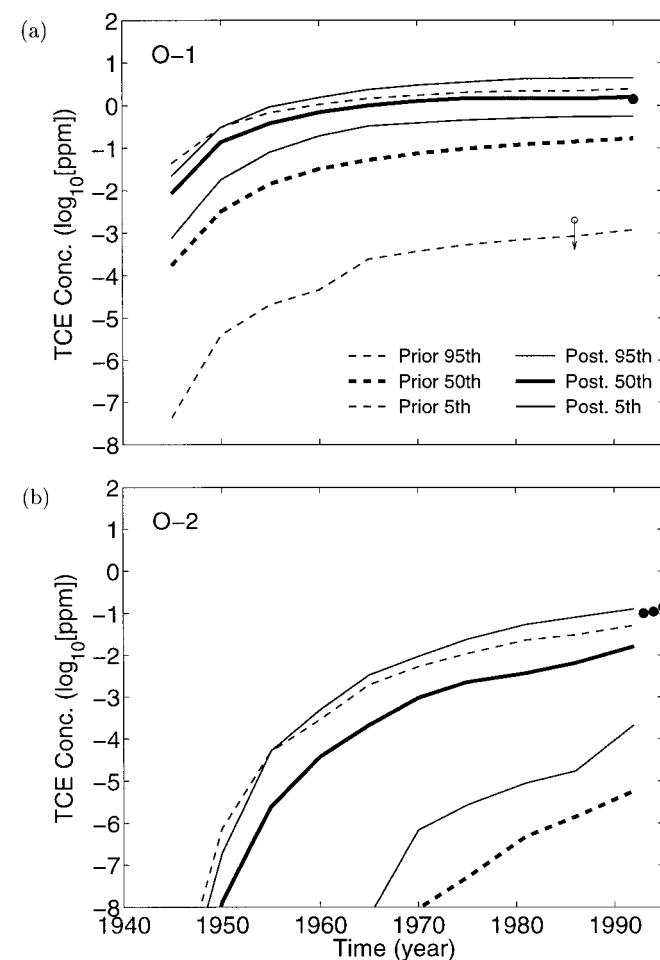 (a)
O-1
TCE Conc. (log10[ppm])
2
1
0
-1
-2
-3
-4
-5
-6
-7
-8
Prior 95th
Prior 50th
Prior 5th
Post. 95th
Post. 50th
Post. 5th
(b)
O-2
TCE Conc. (log10[ppm])
2
1
0
-1
-2
-3
-4
-5
-6
-7
-8
1940 1950 1960 1970 1980 1990
Time (year)